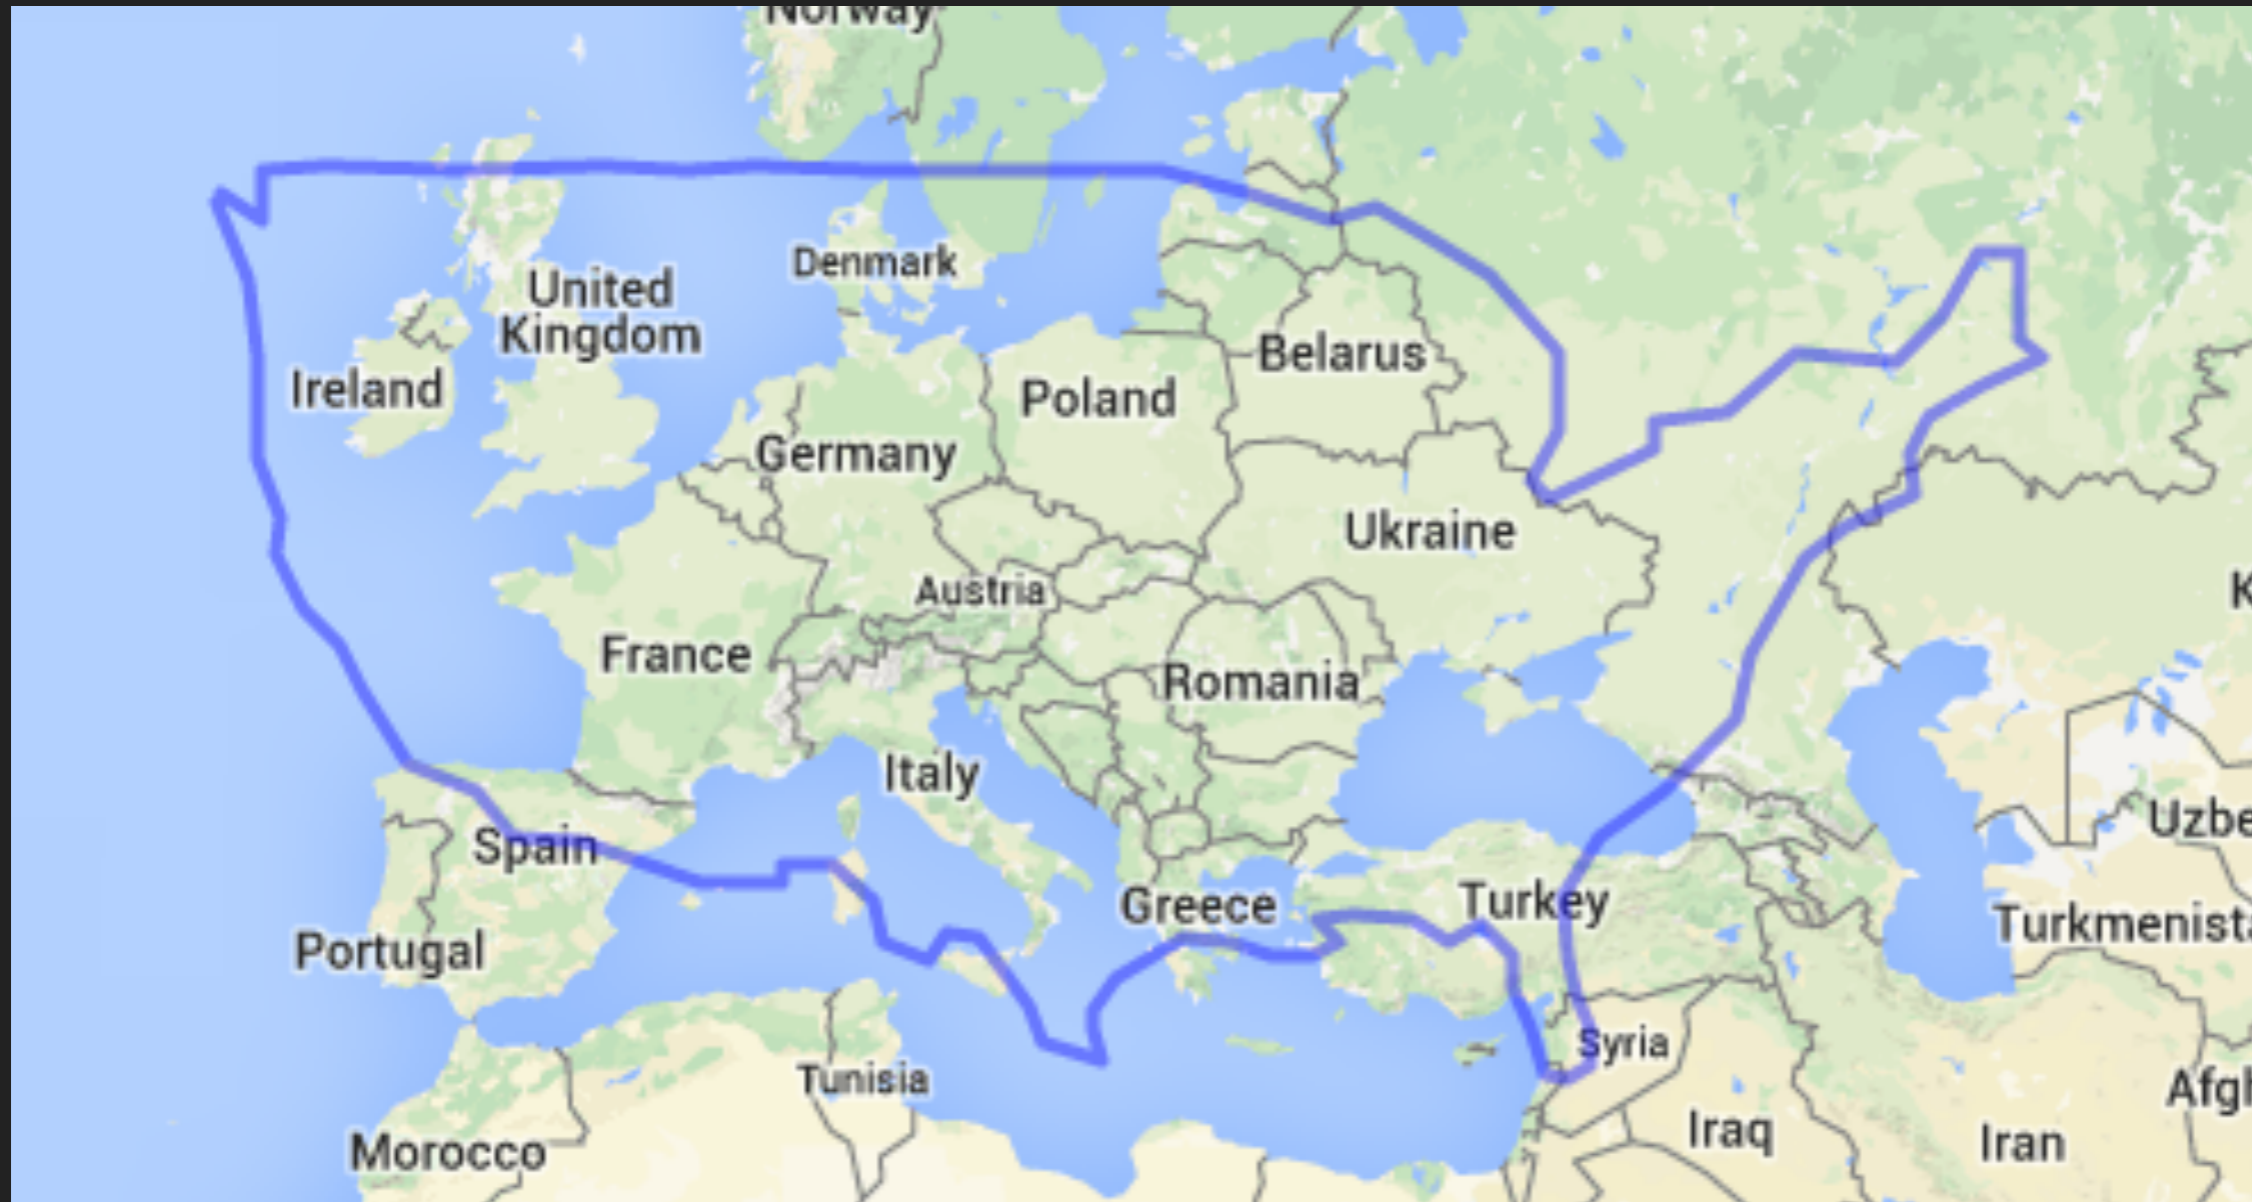 Norway
Denmark
United
Kingdom
Ireland
Belarus
Poland
Germany
Ukraine
Austria
France
Romania
Italy
Spain
Greece
Turkey
Portugal
Syria
Tunisia
Morocco
Iraq
Iran
K
Uzbe
Turkmenista
Afgh